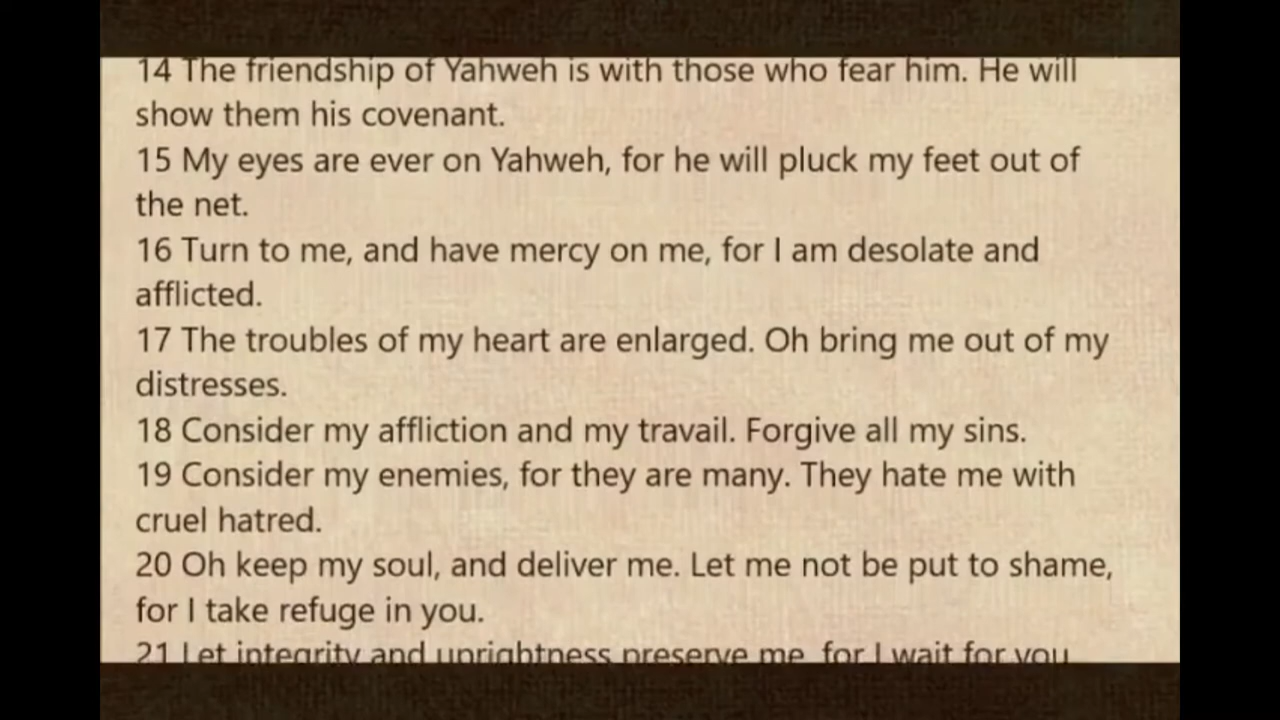 14 The friendship of Yahweh is with those who fear him. He will
show them his covenant.
15 My eyes are ever on Yahweh, for he will pluck my feet out of
the net.
16 Turn to me, and have mercy on me, for I am desolate and
afflicted.
17 The troubles of my heart are enlarged. Oh bring me out of my
distresses.
18 Consider my affliction and my travail. Forgive all my sins.
19 Consider my enemies, for they are many. They hate me with
cruel hatred.
20 Oh keep my soul, and deliver me. Let me not be put to shame,
for I take refuge in you.
21 Let integrity and uprightness preserve me, for I wait for you